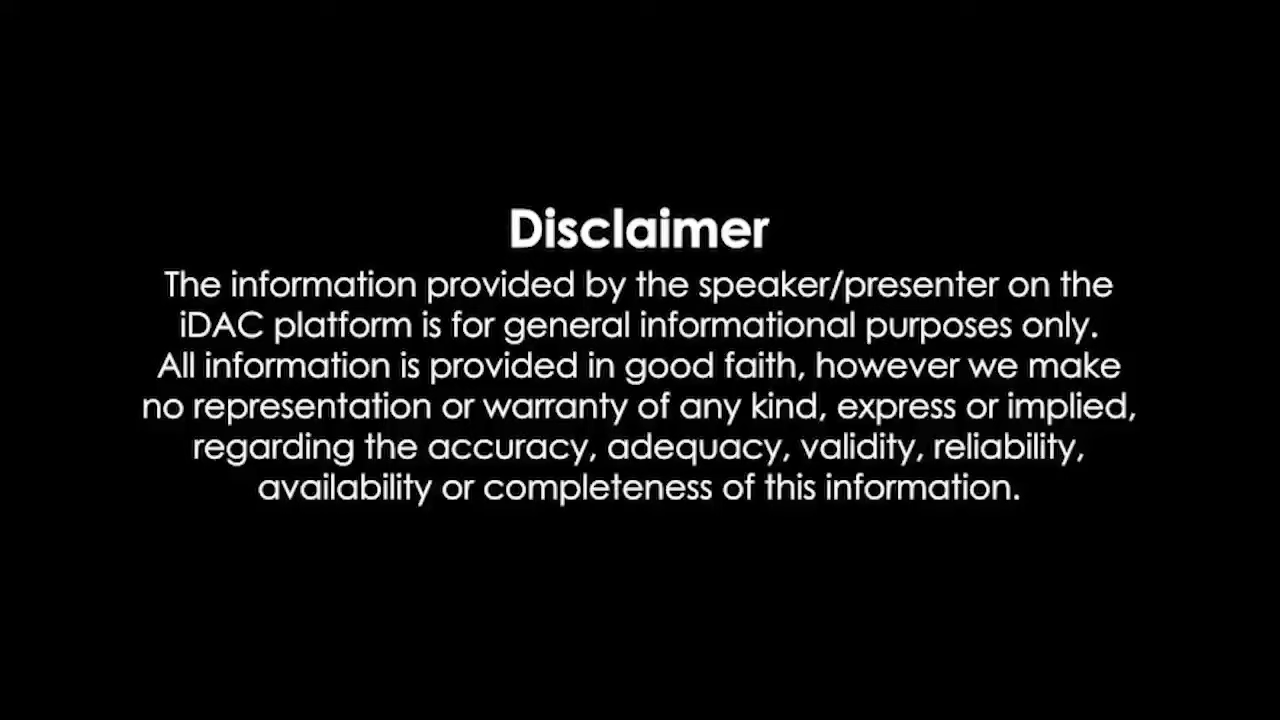 Disclaimer
The information provided by the speaker/presenter on the
iDAC platform is for general informational purposes only.
All information is provided in good faith, however we make
no representation or warranty of any kind, express or implied,
regarding the accuracy, adequacy, validity, reliability,
availability or completeness of this information.